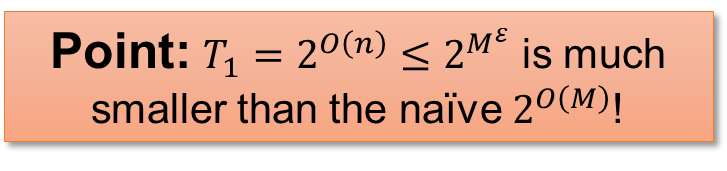 Point: T₁ = 2^{O(n)} ≤ 2^{M^ε} is much
smaller than the naïve 2^{O(M)}!